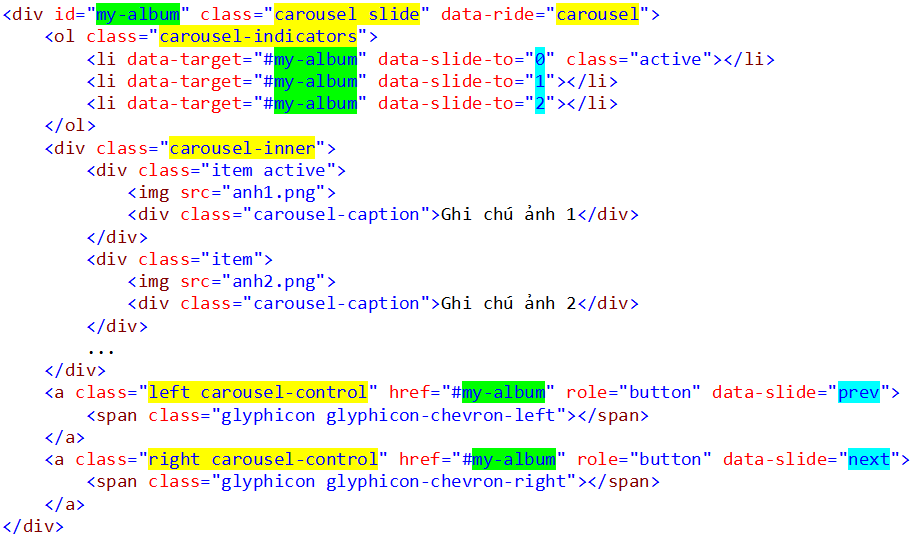 <div id="my-album" class="carousel slide" data-ride="carousel">
    <ol class="carousel-indicators">
        <li data-target="#my-album" data-slide-to="0" class="active"></li>
        <li data-target="#my-album" data-slide-to="1"></li>
        <li data-target="#my-album" data-slide-to="2"></li>
    </ol>
    <div class="carousel-inner">
        <div class="item active">
            <img src="anh1.png">
            <div class="carousel-caption">Ghi chú ảnh 1</div>
        </div>
        <div class="item">
            <img src="anh2.png">
            <div class="carousel-caption">Ghi chú ảnh 2</div>
        </div>
        ...
    </div>
    <a class="left carousel-control" href="#my-album" role="button" data-slide="prev">
        <span class="glyphicon glyphicon-chevron-left"></span>
    </a>
    <a class="right carousel-control" href="#my-album" role="button" data-slide="next">
        <span class="glyphicon glyphicon-chevron-right"></span>
    </a>
</div>